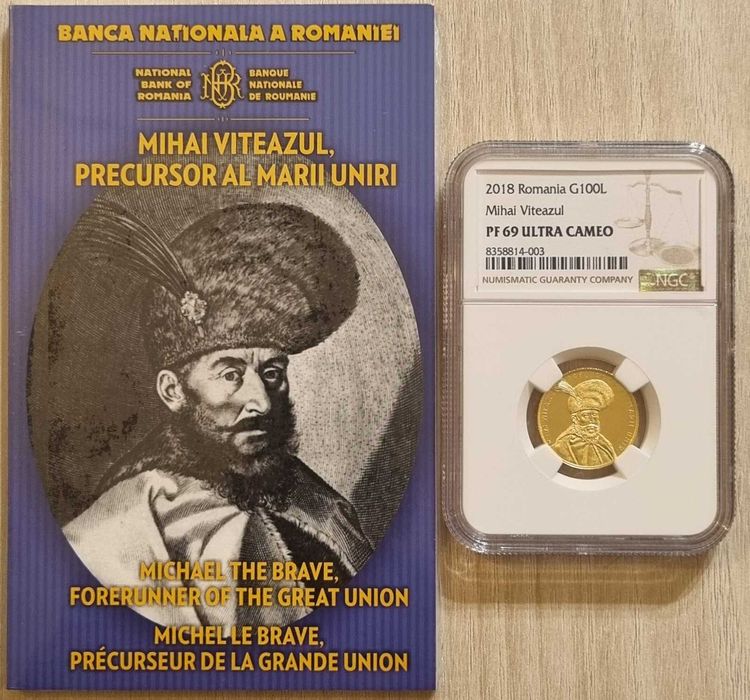 BANCA NAȚIONALĂ A ROMÂNIEI
NATIONAL
BANK OF
ROMANIA
BANQUE
NATIONALE
DE ROUMANIE
MIHAI VITEAZUL,
PRECURSOR AL MARII UNIRI
MICHAEL THE BRAVE,
FORERUNNER OF THE GREAT UNION
MICHEL LE BRAVE,
PRÉCURSEUR DE LA GRANDE UNION
2018 Romania G100L
Mihai Viteazul
PF 69 ULTRA CAMEO
8358814-003
NUMISMATIC GUARANTY COMPANY
NGC